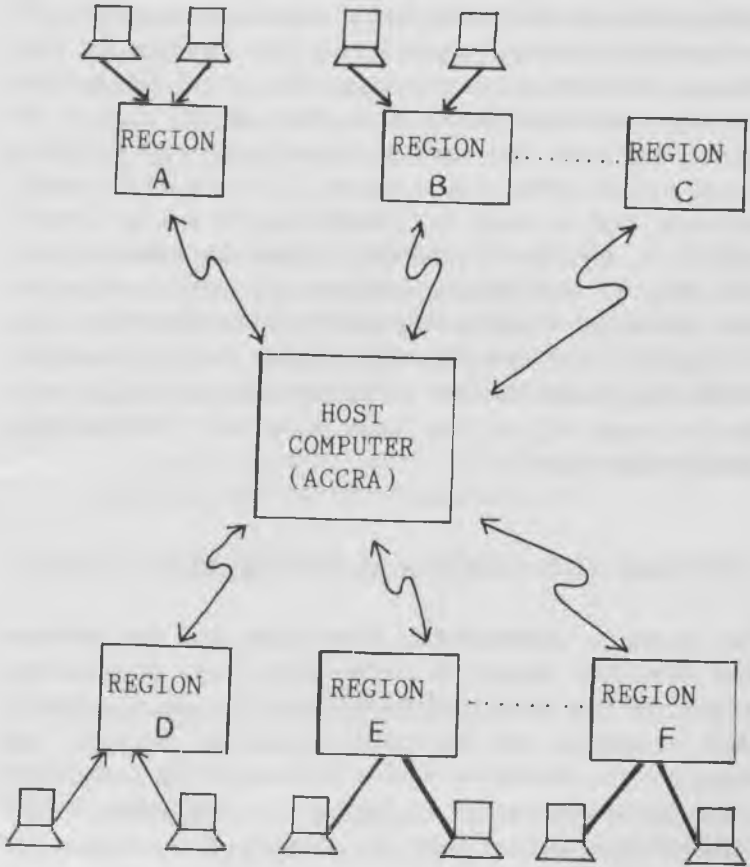 REGION
A
REGION
B
REGION
C
HOST
COMPUTER
(ACCRA)
REGION
D
REGION
E
REGION
F